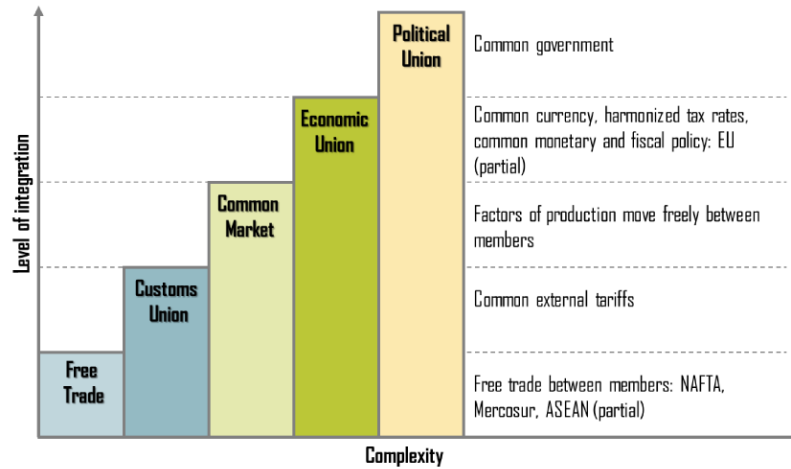 Political
Union
Common government
Economic
Union
Common currency, harmonized tax rates,
common monetary and fiscal policy: EU
(partial)
Common
Market
Factors of production move freely between
members
Customs
Union
Common external tariffs
Free
Trade
Free trade between members: NAFTA,
Mercosur, ASEAN (partial)
Level of integration
Complexity